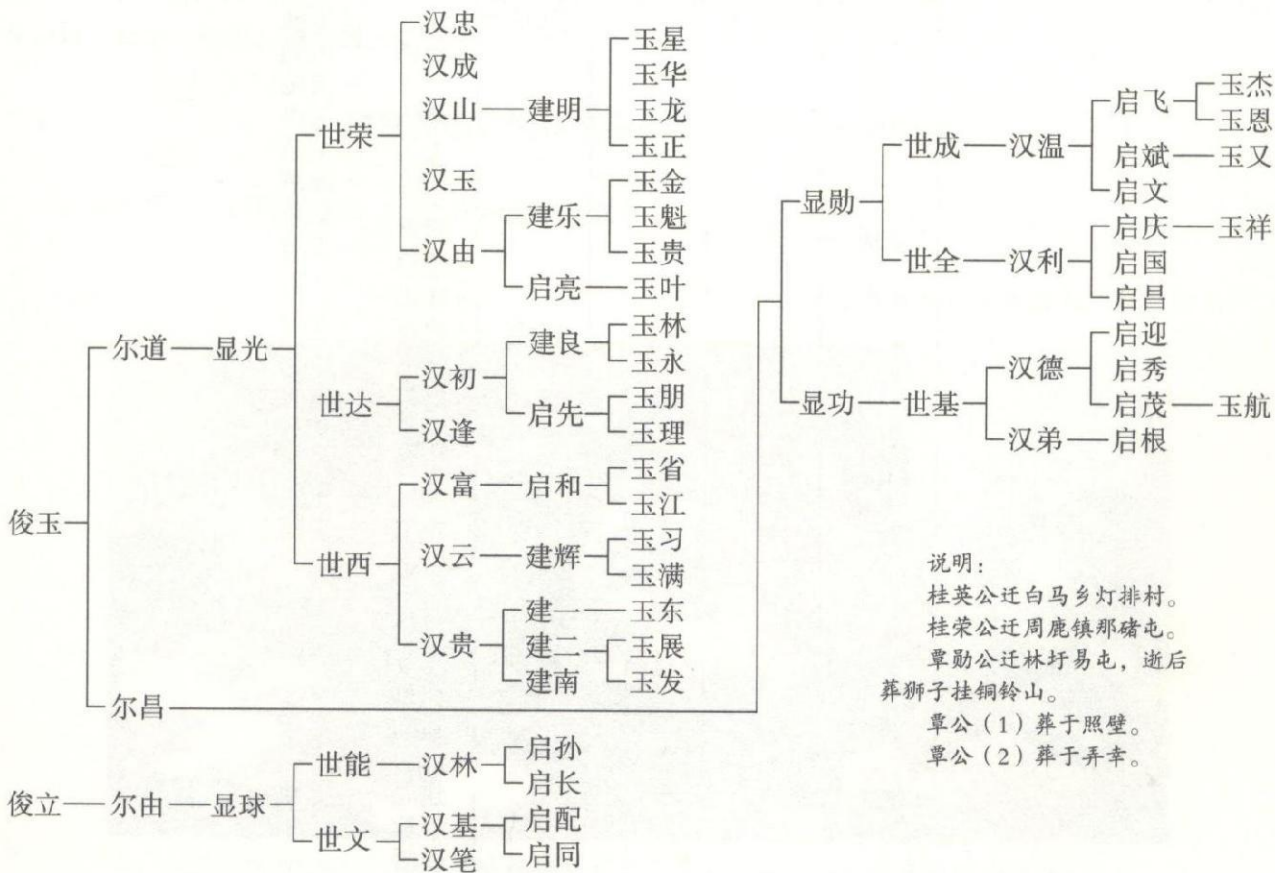 俊玉
尔道
显光
世荣
汉忠
汉成
汉山
建明
玉星
玉华
玉龙
玉正
汉玉
汉由
建乐
玉金
玉魁
玉贵
启亮
玉叶
世达
汉初
建良
玉林
玉永
启先
玉朋
玉理
汉逢
世西
汉富
启和
玉省
玉江
汉云
建辉
玉习
玉满
汉贵
建一
玉东
建二
玉展
建南
玉发
尔昌
显勋
世成
汉温
启飞
玉杰
玉恩
启斌
玉又
启文
世全
汉利
启庆
玉祥
启国
启昌
显功
世基
汉德
启迎
启秀
启茂
玉航
汉弟
启根
俊立
尔由
显球
世能
汉林
启孙
启长
世文
汉基
启配
汉笔
启同
说明：
桂英公迁白马乡灯排村。
桂荣公迁周鹿镇那碏屯。
覃勋公迁林圩易屯，逝后
葬狮子挂铜铃山。
覃公（1）葬于照壁。
覃公（2）葬于弄幸。